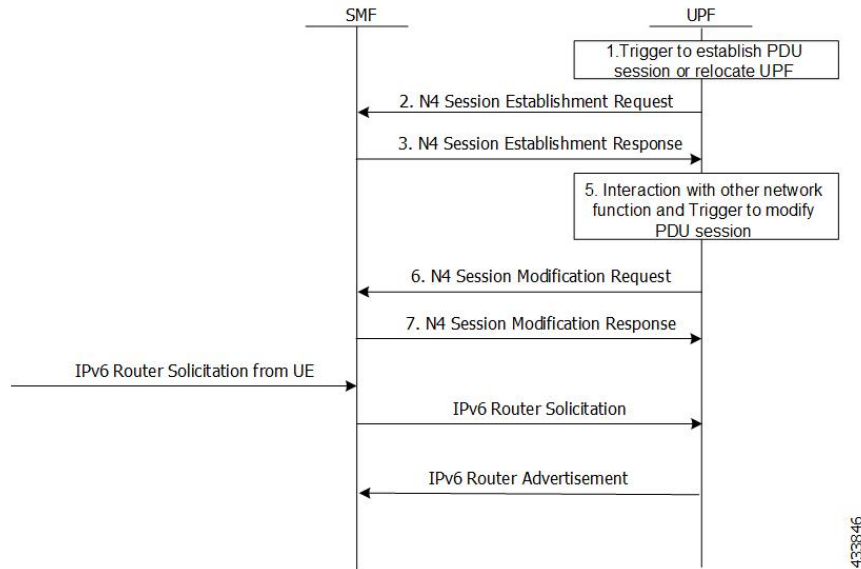 SMF
UPF
1.Trigger to establish PDU
session or relocate UPF
2. N4 Session Establishment Request
3. N4 Session Establishment Response
5. Interaction with other network
function and Trigger to modify
PDU session
6. N4 Session Modification Request
7. N4 Session Modification Response
IPv6 Router Solicitation from UE
IPv6 Router Solicitation
IPv6 Router Advertisement
433846